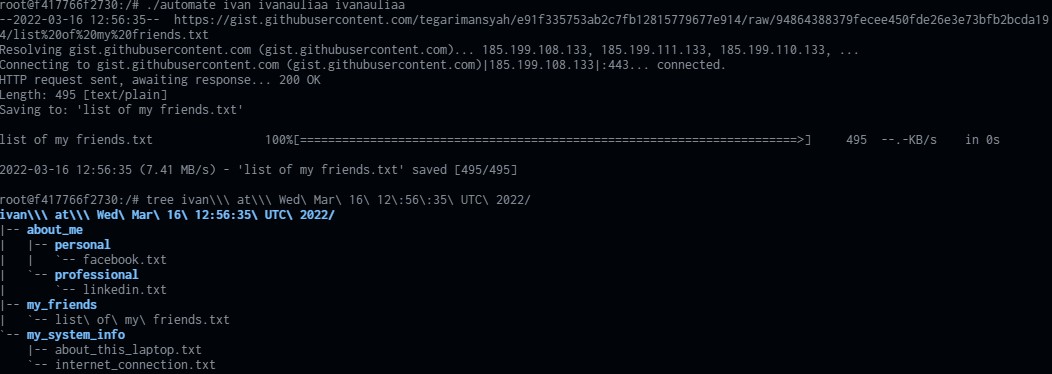 root@f417766f2730:/# ./automate ivan ivanauliaa ivanauliaa
--2022-03-16 12:56:35--  https://gist.githubusercontent.com/tegarimansyah/e91f335753ab2c7fb12815779677e914/raw/94864388379fecee450fde26e3e73bfb2bcda19
4/list%20of%20my%20friends.txt
Resolving gist.githubusercontent.com (gist.githubusercontent.com)... 185.199.108.133, 185.199.111.133, 185.199.110.133, ...
Connecting to gist.githubusercontent.com (gist.githubusercontent.com)|185.199.108.133|:443... connected.
HTTP request sent, awaiting response... 200 OK
Length: 495 [text/plain]
Saving to: 'list of my friends.txt'
list of my friends.txt                100%[=======================================================================>]     495  --.-KB/s    in 0s
2022-03-16 12:56:35 (7.41 MB/s) - 'list of my friends.txt' saved [495/495]
root@f417766f2730:/# tree ivan\\\ at\\\ Wed\ Mar\ 16\ 12\:56\:35\ UTC\ 2022/
ivan\\\ at\\\ Wed\ Mar\ 16\ 12:56:35\ UTC\ 2022/
|-- about_me
|   |-- personal
|   |   `-- facebook.txt
|   `-- professional
|       `-- linkedin.txt
|-- my_friends
|   `-- list\ of\ my\ friends.txt
`-- my_system_info
    |-- about_this_laptop.txt
    `-- internet_connection.txt